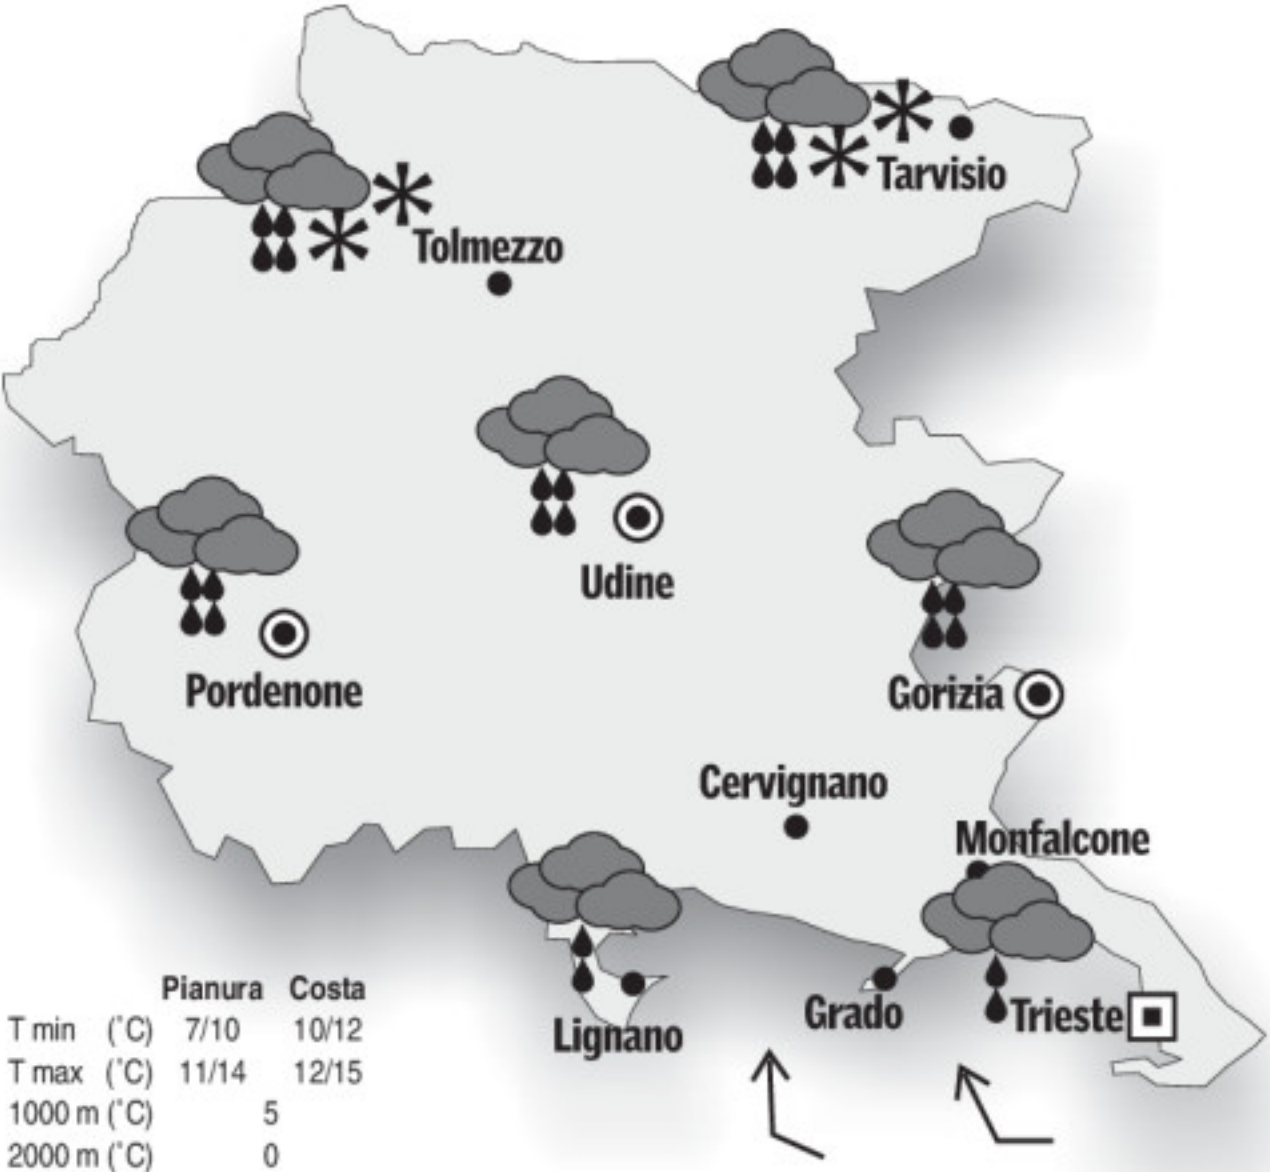 Tarvisio
Tolmezzo
Udine
Pordenone
Gorizia
Cervignano
Monfalcone
Grado
Trieste
Lignano
Pianura Costa
T min (°C) 7/10 10/12
T max (°C) 11/14 12/15
1000 m (°C) 5
2000 m (°C) 0